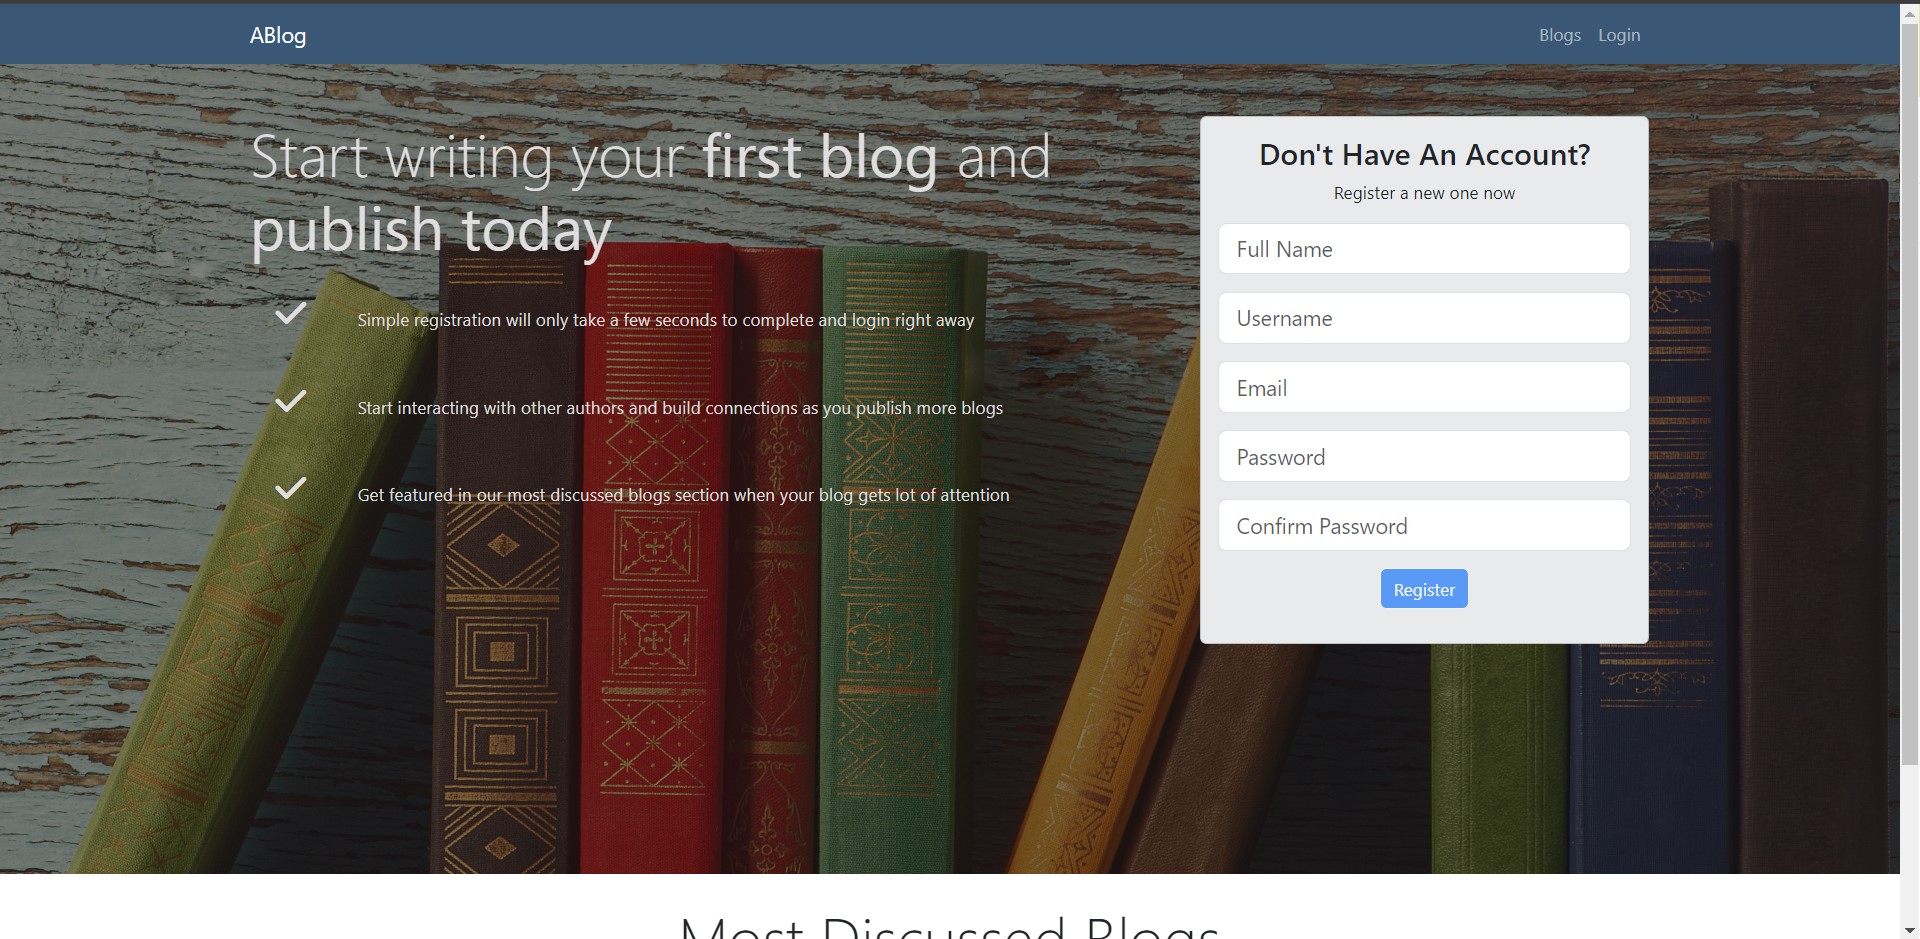 ABlog
Blogs Login
Start writing your first blog and
publish today
Simple registration will only take a few seconds to complete and login right away
Start interacting with other authors and build connections as you publish more blogs
Get featured in our most discussed blogs section when your blog gets lot of attention
Don't Have An Account?
Register a new one now
Full Name
Username
Email
Password
Confirm Password
Register
Most Discussed Blogs